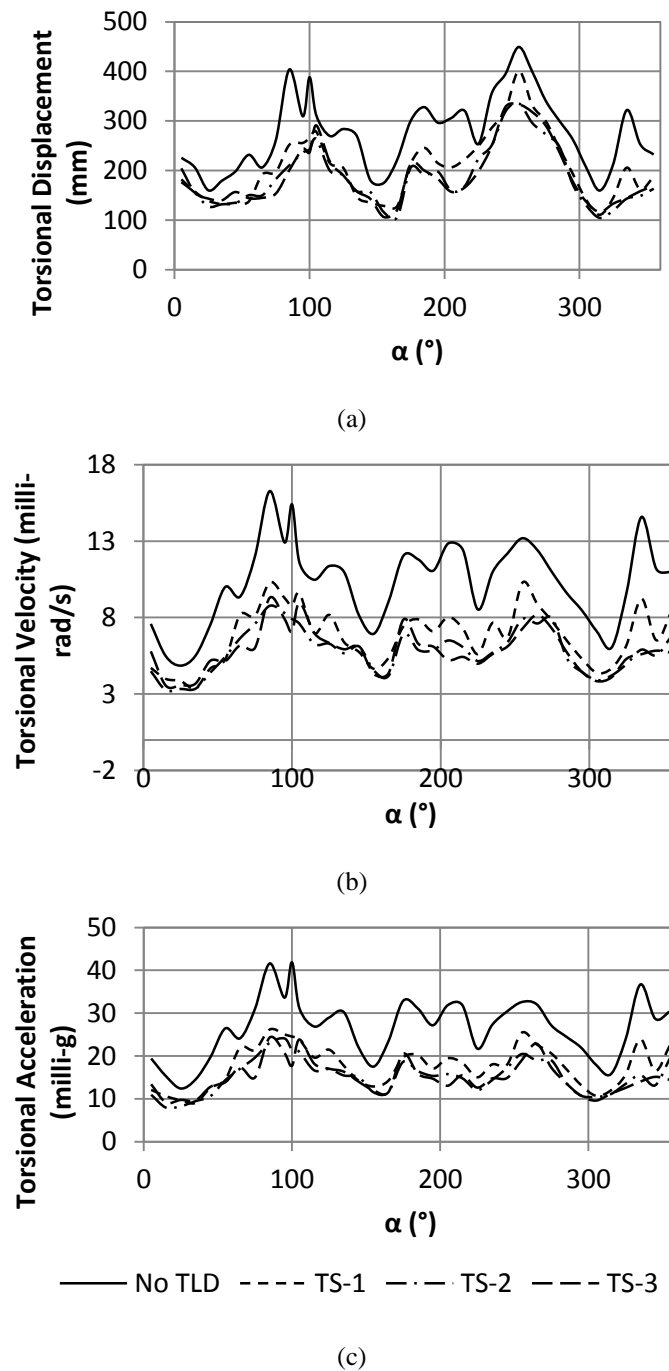 500
400
300
200
100
0
Torsional Displacement
(mm)
0 100 200 300
α (°)
(a)
18
13
8
3
-2
Torsional Velocity (milli-
rad/s)
0 100 200 300
α (°)
(b)
50
40
30
20
10
0
Torsional Acceleration
(milli-g)
0 100 200 300
α (°)
No TLD TS-1 TS-2 TS-3
(c)